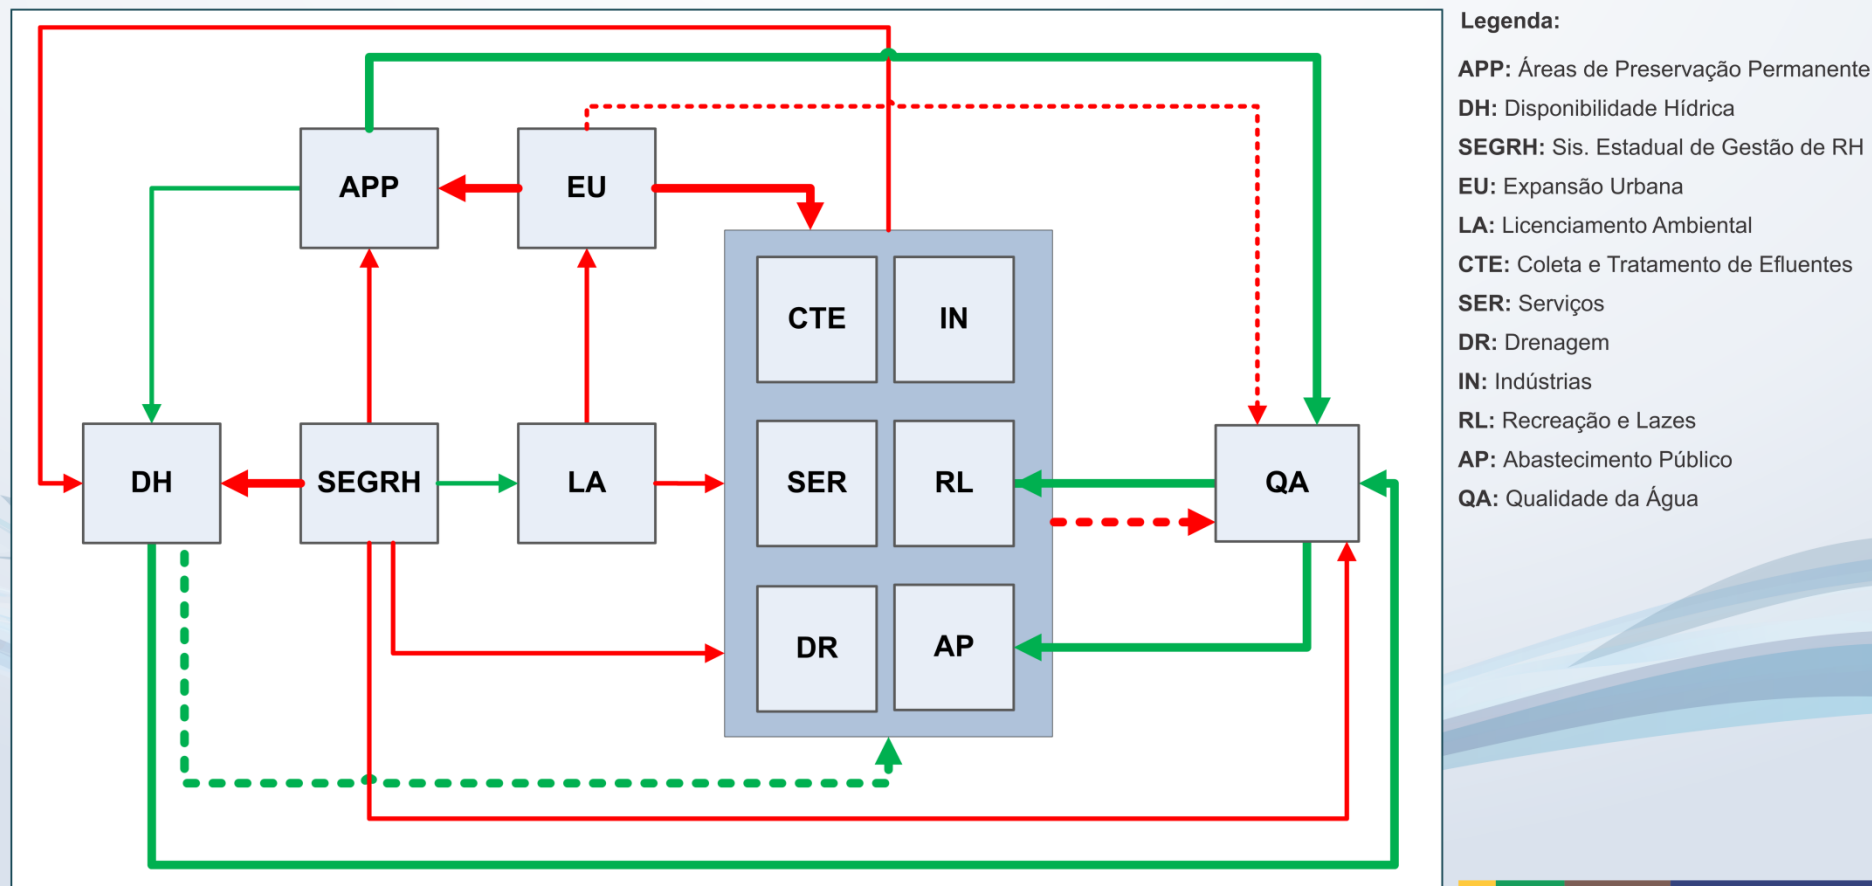 APP
EU
CTE
IN
DH
SEGRH
LA
SER
RL
QA
DR
AP
Legenda:
APP: Áreas de Preservação Permanente
DH: Disponibilidade Hídrica
SEGRH: Sis. Estadual de Gestão de RH
EU: Expansão Urbana
LA: Licenciamento Ambiental
CTE: Coleta e Tratamento de Efluentes
SER: Serviços
DR: Drenagem
IN: Indústrias
RL: Recreação e Lazes
AP: Abastecimento Público
QA: Qualidade da Água